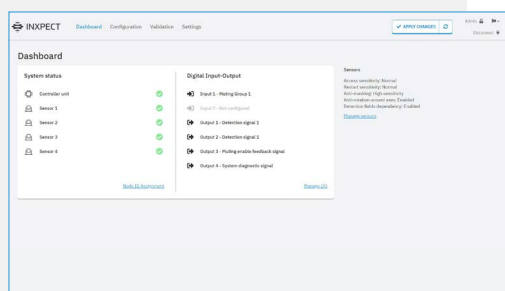 INXPECT
Dashboard Configuration Validation Settings
APPLY CHANGES
Admin
Disconnect
Dashboard
System status
Controller unit
Sensor 1
Sensor 2
Sensor 3
Sensor 4
Node ID Assignment
Digital Input-Output
Input 1 - Muting Group 1
Input 2 - Not configured
Output 1 - Detection signal 1
Output 2 - Detection signal 1
Output 3 - Muting enable feedback signal
Output 4 - System diagnostic signal
Manage I/O
Sensors
Access sensitivity: Normal
Restart sensitivity: Normal
Anti-masking: High sensitivity
Anti-rotation around axes: Enabled
Detection fields dependency: Enabled
Manage sensors